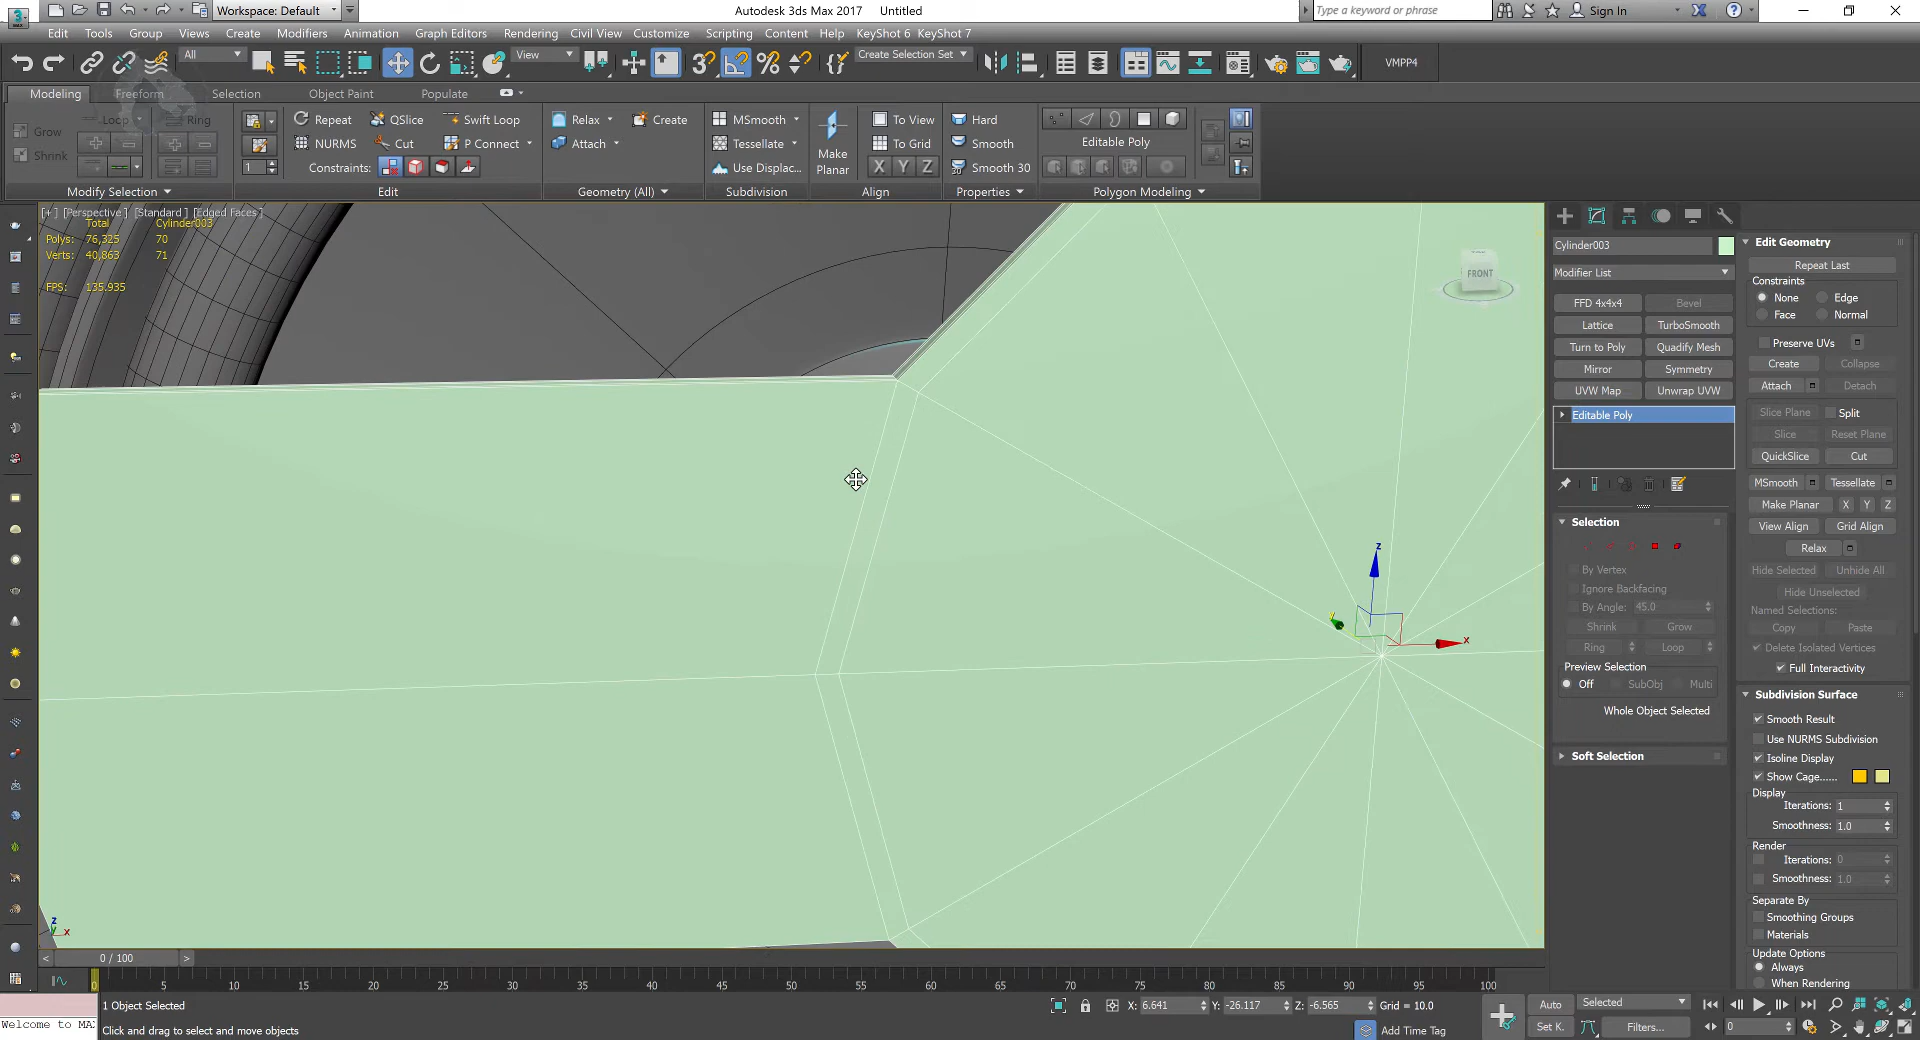 Autodesk 3ds Max 2017 Untitled
Workspace: Default
Type a keyword or phrase
Sign In
Edit Tools Group Views Create Modifiers Animation Graph Editors Rendering Civil View Customize Scripting Content Help KeyShot 6 KeyShot 7
All
View
Create Selection Set
VMPP4
Modeling Freeform Selection Object Paint Populate
Grow
Shrink
Loop
Ring
Modify Selection
1
Repeat QSlice Swift Loop
NURMS Cut P Connect
Constraints:
Edit
Relax Create
Attach
Geometry (All)
MSmooth
Tessellate
Use Displac...
Subdivision
Make
Planar
To View
To Grid
X Y Z
Align
Hard
Smooth
Smooth 30
Properties
Editable Poly
Polygon Modeling
[+] [Perspective ] [Standard ] [Edged Faces ]
Total Cylinder003
Polys: 76,325 70
Verts: 40,863 71
FPS: 135.935
FRONT
z
x
y
z
y
x
Cylinder003
Modifier List
FFD 4x4x4 Bevel
Lattice TurboSmooth
Turn to Poly Quadify Mesh
Mirror Symmetry
UVW Map Unwrap UVW
Editable Poly
Selection
By Vertex
Ignore Backfacing
By Angle: 45.0
Shrink Grow
Ring Loop
Preview Selection
Off SubObj Multi
Whole Object Selected
Soft Selection
Edit Geometry
Repeat Last
Constraints
None Edge
Face Normal
Preserve UVs
Create Collapse
Attach Detach
Slice Plane Split
Slice Reset Plane
QuickSlice Cut
MSmooth Tessellate
Make Planar X Y Z
View Align Grid Align
Relax
Hide Selected Unhide All
Hide Unselected
Named Selections:
Copy Paste
Delete Isolated Vertices
Full Interactivity
Subdivision Surface
Smooth Result
Use NURMS Subdivision
Isoline Display
Show Cage......
Display
Iterations: 1
Smoothness: 1.0
Render
Iterations: 0
Smoothness: 1.0
Separate By
Smoothing Groups
Materials
Update Options
Always
When Rendering
< 0 / 100 >
0 5 10 15 20 25 30 35 40 45 50 55 60 65 70 75 80 85 90 95 100
1 Object Selected
X: 6.641 Y: -26.117 Z: -6.565 Grid = 10.0
Auto Selected
Welcome to MAX
Click and drag to select and move objects
Add Time Tag
Set K. Filters... 0